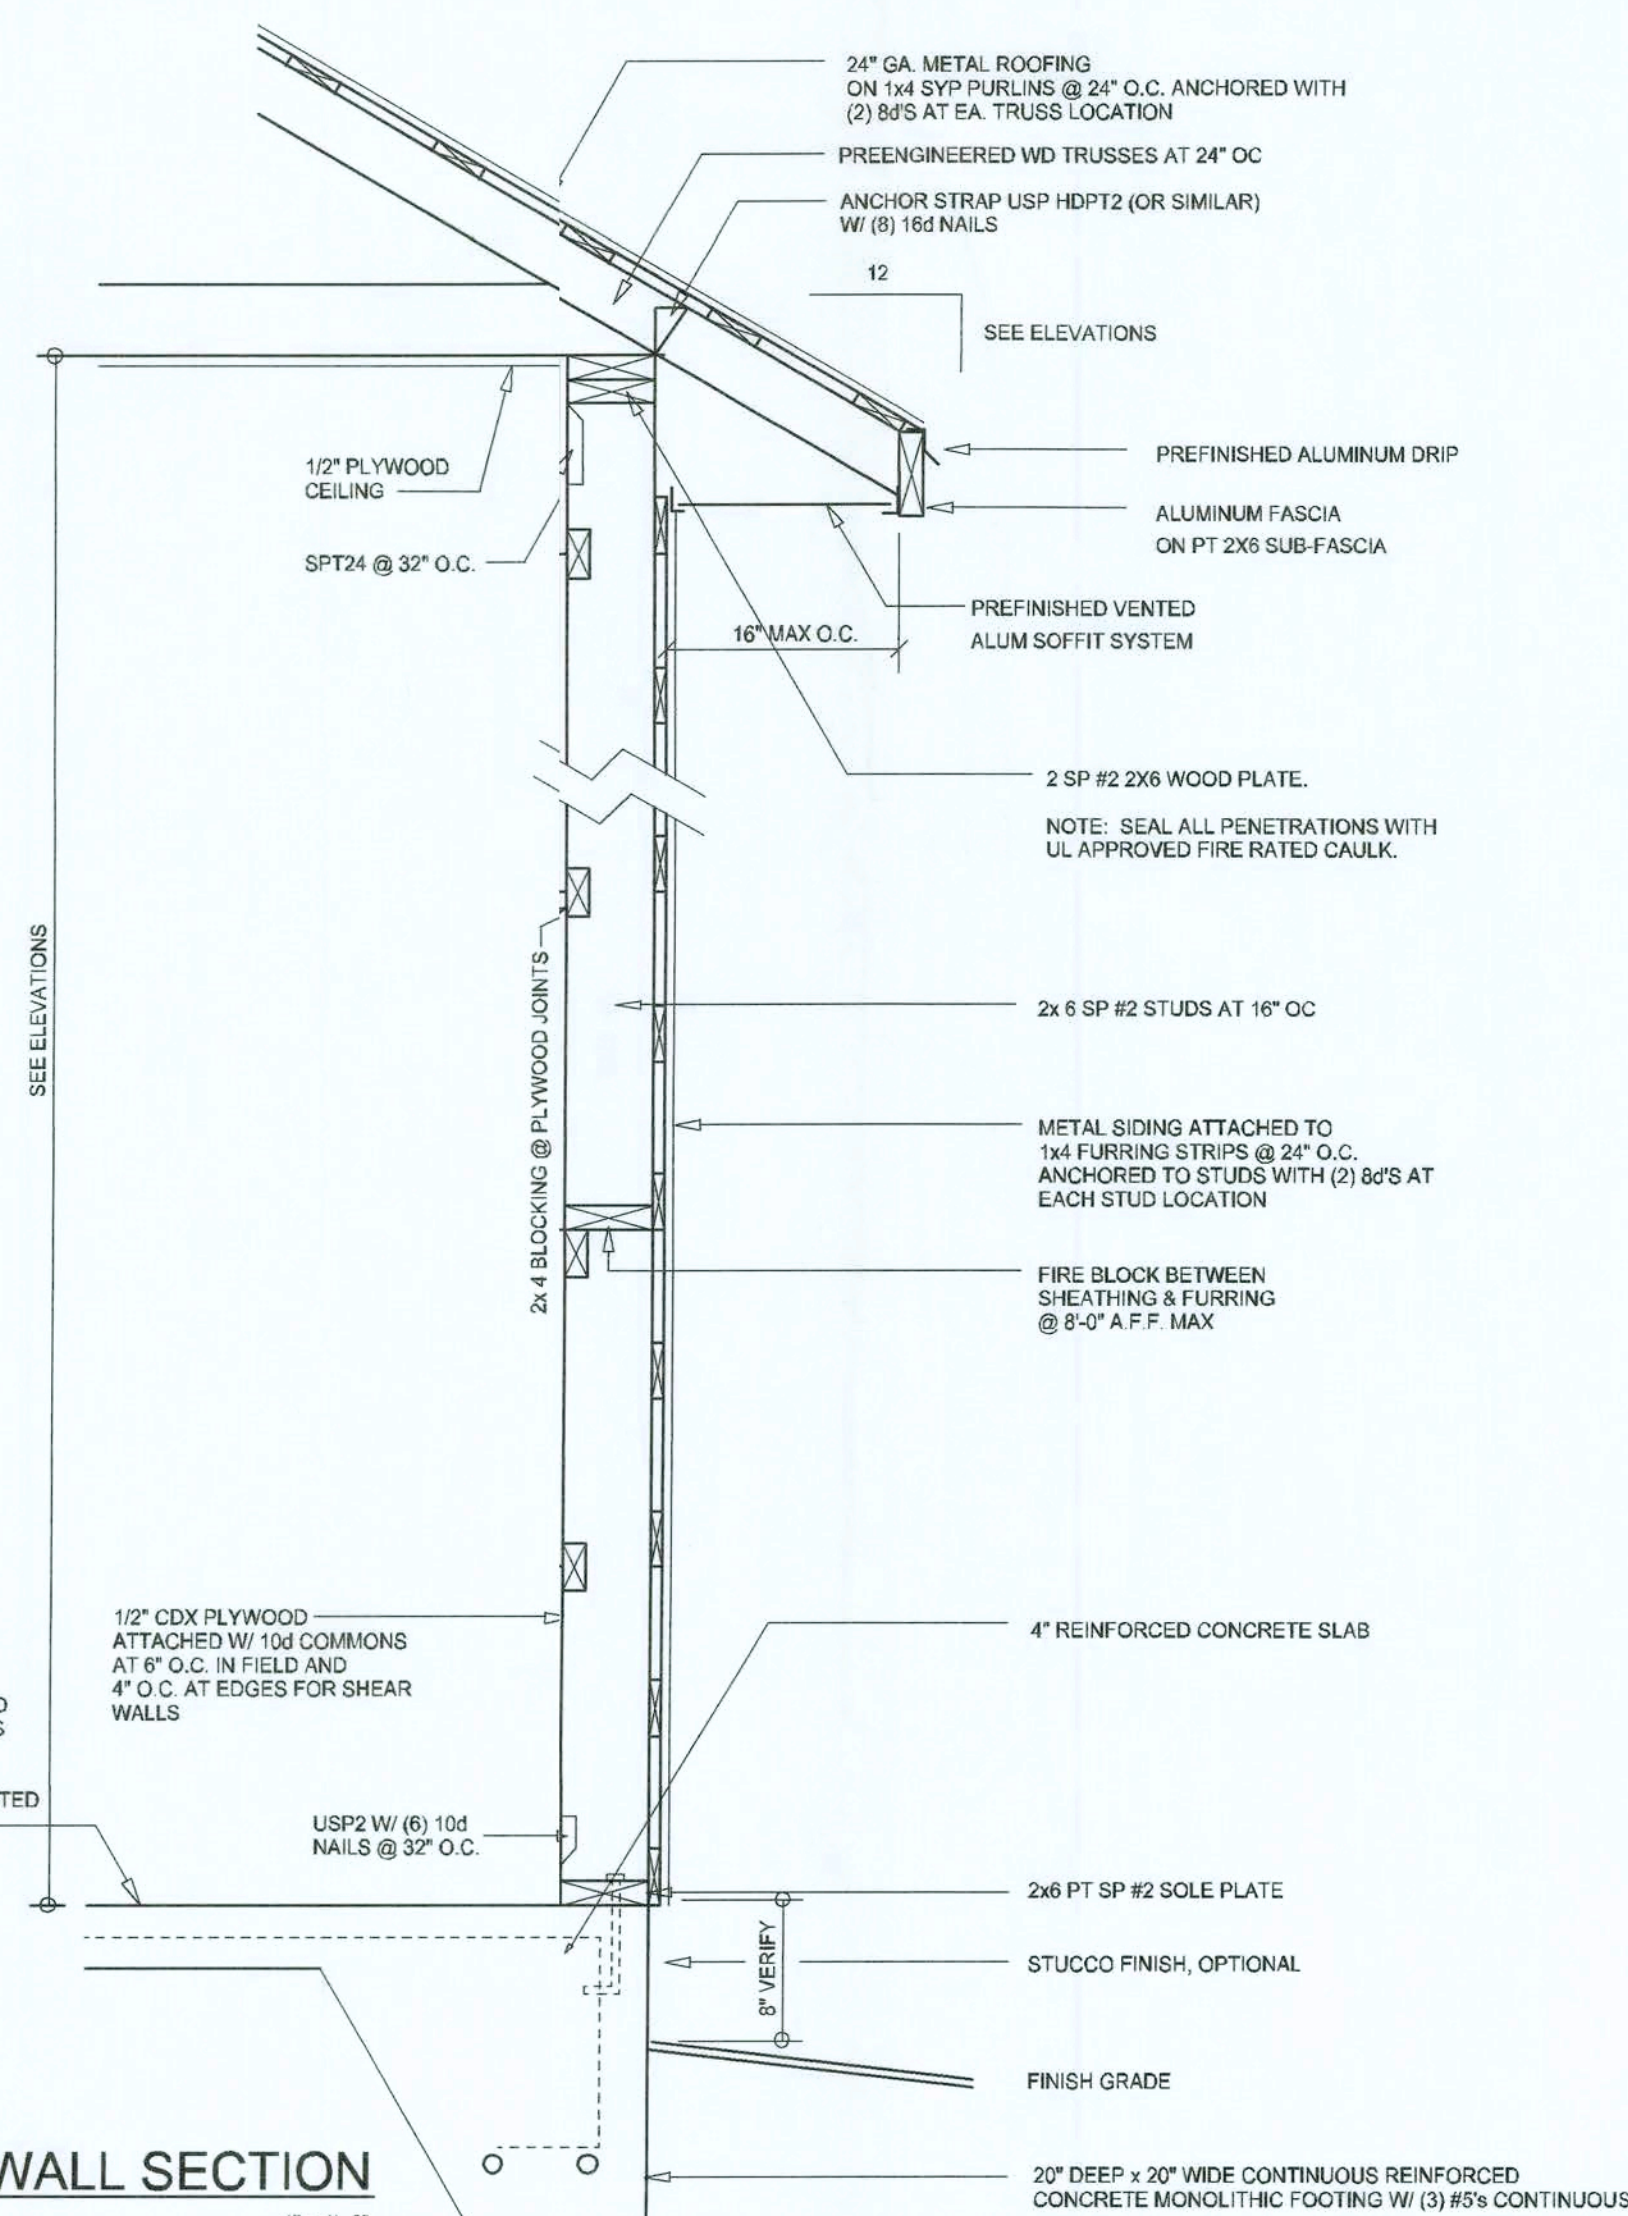 24" GA. METAL ROOFING
ON 1x4 SYP PURLINS @ 24" O.C. ANCHORED WITH
(2) 8d'S AT EA. TRUSS LOCATION
PREENGINEERED WD TRUSSES AT 24" OC
ANCHOR STRAP USP HDPT2 (OR SIMILAR)
W/ (8) 16d NAILS
12
SEE ELEVATIONS
1/2" PLYWOOD
CEILING
SPT24 @ 32" O.C.
PREFINISHED ALUMINUM DRIP
ALUMINUM FASCIA
ON PT 2X6 SUB-FASCIA
PREFINISHED VENTED
ALUM SOFFIT SYSTEM
16" MAX O.C.
2 SP #2 2X6 WOOD PLATE.
NOTE: SEAL ALL PENETRATIONS WITH
UL APPROVED FIRE RATED CAULK.
SEE ELEVATIONS
2x 4 BLOCKING @ PLYWOOD JOINTS
2x 6 SP #2 STUDS AT 16" OC
METAL SIDING ATTACHED TO
1x4 FURRING STRIPS @ 24" O.C.
ANCHORED TO STUDS WITH (2) 8d'S AT
EACH STUD LOCATION
FIRE BLOCK BETWEEN
SHEATHING & FURRING
@ 8'-0" A.F.F. MAX
1/2" CDX PLYWOOD
ATTACHED W/ 10d COMMONS
AT 6" O.C. IN FIELD AND
4" O.C. AT EDGES FOR SHEAR
WALLS
4" REINFORCED CONCRETE SLAB
TED
USP2 W/ (6) 10d
NAILS @ 32" O.C.
2x6 PT SP #2 SOLE PLATE
8" VERIFY
STUCCO FINISH, OPTIONAL
FINISH GRADE
WALL SECTION
20" DEEP x 20" WIDE CONTINUOUS REINFORCED
CONCRETE MONOLITHIC FOOTING W/ (3) #5's CONTINUOUS